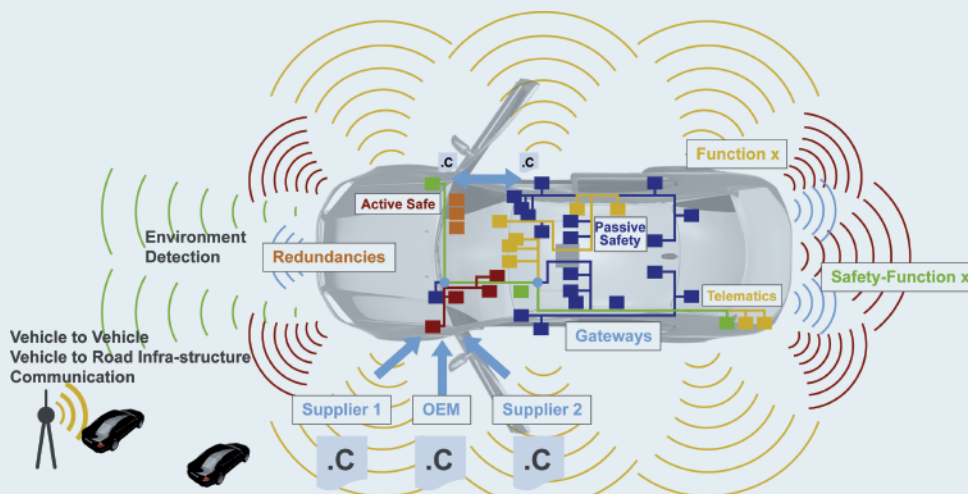 .C
.C
Function x
Active Safe
Passive
Safety
Environment
Detection
Redundancies
Safety-Function x
Telematics
Vehicle to Vehicle
Vehicle to Road Infra-structure
Communication
Gateways
Supplier 1
OEM
Supplier 2
.C
.C
.C